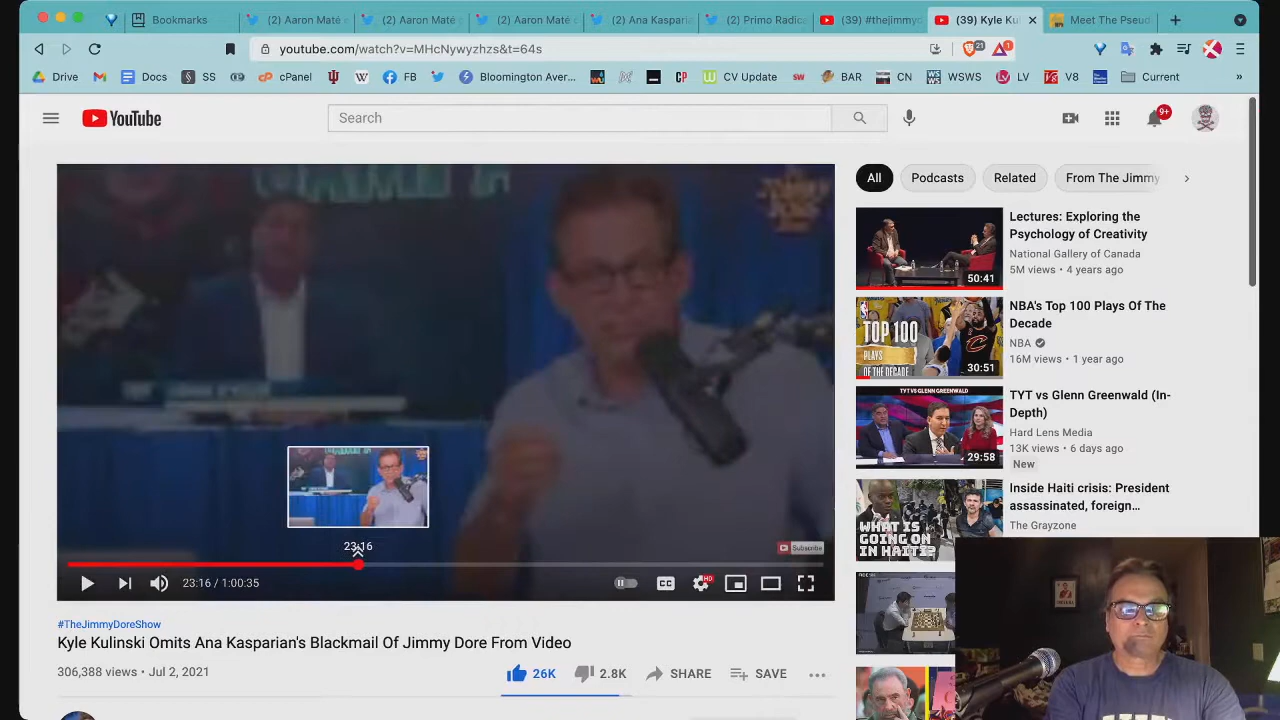 Bookmarks
(2) Aaron Maté
(2) Aaron Maté
(2) Aaron Maté
(2) Ana Kasparia
(2) Primo Radica
(39) #thejimmy
(39) Kyle Ku
Meet The Pseud
youtube.com/watch?v=MHcNywyzhzs&t=64s
21
1
Drive
Docs
SS
cPanel
FB
Bloomington Aver...
CV Update
BAR
CN
WSWS
LV
V8
Current
»
YouTube
Search
9+
All
Podcasts
Related
From The Jimmy
Lectures: Exploring the
Psychology of Creativity
National Gallery of Canada
5M views • 4 years ago
50:41
NBA's Top 100 Plays Of The
Decade
NBA
16M views • 1 year ago
TOP 100
PLAYS
OF THE DECADE
30:51
TYT VS GLENN GREENWALD
TYT vs Glenn Greenwald (In-
Depth)
Hard Lens Media
13K views • 6 days ago
New
29:58
Inside Haiti crisis: President
assassinated, foreign...
The Grayzone
WHAT IS
GOING ON
IN HAITI?
23:16
Subscribe
23:16 / 1:00:35
CC
HD
#TheJimmyDoreShow
Kyle Kulinski Omits Ana Kasparian's Blackmail Of Jimmy Dore From Video
306,388 views • Jul 2, 2021
26K
2.8K
SHARE
SAVE